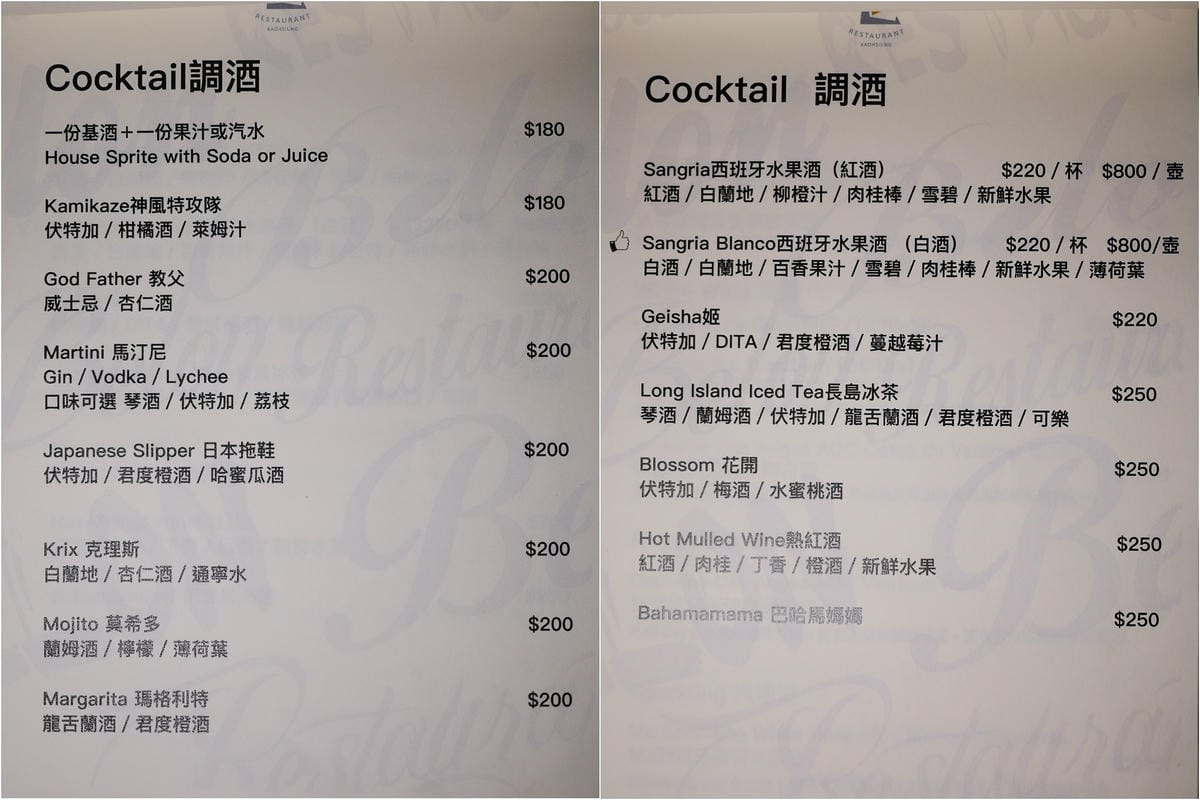 RESTAURANT
KAOHSIUNG
Cocktail調酒
一份基酒＋一份果汁或汽水 $180
House Sprite with Soda or Juice
Kamikaze神風特攻隊 $180
伏特加 / 柑橘酒 / 萊姆汁
God Father 教父 $200
威士忌 / 杏仁酒
Martini 馬汀尼 $200
Gin / Vodka / Lychee
口味可選 琴酒 / 伏特加 / 荔枝
Japanese Slipper 日本拖鞋 $200
伏特加 / 君度橙酒 / 哈蜜瓜酒
Krix 克理斯 $200
白蘭地 / 杏仁酒 / 通寧水
Mojito 莫希多 $200
蘭姆酒 / 檸檬 / 薄荷葉
Margarita 瑪格利特 $200
龍舌蘭酒 / 君度橙酒
RESTAURANT
KAOHSIUNG
Cocktail 調酒
Sangria西班牙水果酒（紅酒） $220 / 杯 $800 / 壺
紅酒 / 白蘭地 / 柳橙汁 / 肉桂棒 / 雪碧 / 新鮮水果
Sangria Blanco西班牙水果酒 （白酒） $220 / 杯 $800/壺
白酒 / 白蘭地 / 百香果汁 / 雪碧 / 肉桂棒 / 新鮮水果 / 薄荷葉
Geisha姬 $220
伏特加 / DITA / 君度橙酒 / 蔓越莓汁
Long Island Iced Tea長島冰茶 $250
琴酒 / 蘭姆酒 / 伏特加 / 龍舌蘭酒 / 君度橙酒 / 可樂
Blossom 花開 $250
伏特加 / 梅酒 / 水蜜桃酒
Hot Mulled Wine熱紅酒 $250
紅酒 / 肉桂 / 丁香 / 橙酒 / 新鮮水果
Bahamamama 巴哈馬媽媽 $250